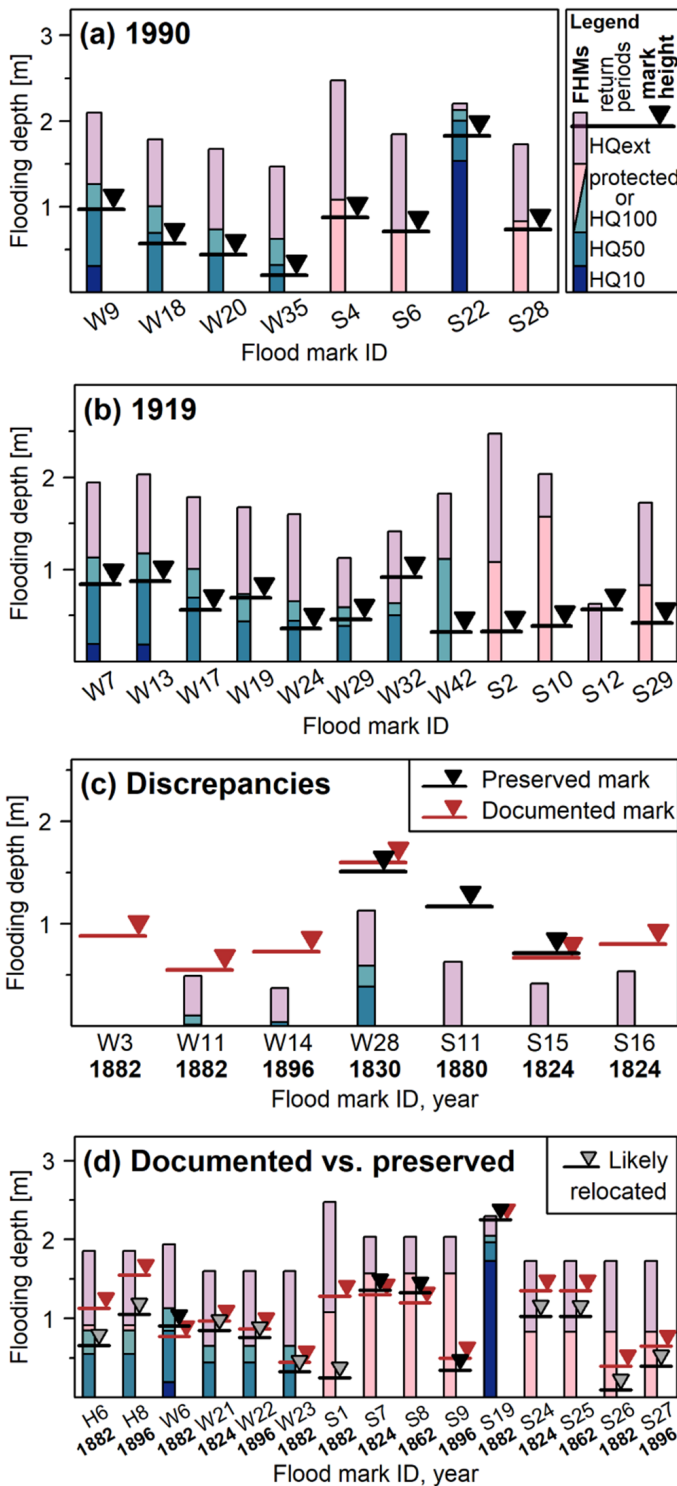 (a) 1990
Flooding depth [m]
3
2
1
W9 W18 W20 W35 S4 S6 S22 S28
Flood mark ID
Legend
FHMs
return
periods
mark
height
HQext
protected
or
HQ100
HQ50
HQ10
(b) 1919
Flooding depth [m]
2
1
W7 W13 W17 W19 W24 W29 W32 W42 S2 S10 S12 S29
Flood mark ID
(c) Discrepancies
Preserved mark
Documented mark
Flooding depth [m]
2
1
W3 W11 W14 W28 S11 S15 S16
1882 1882 1896 1830 1880 1824 1824
Flood mark ID, year
(d) Documented vs. preserved
Likely
relocated
Flooding depth [m]
3
2
1
H6 H8 W6 W21 W22 W23 S1 S7 S8 S9 S19 S24 S25 S26 S27
1882 1896 1882 1824 1896 1882 1882 1824 1862 1896 1882 1824 1862 1882 1896
Flood mark ID, year